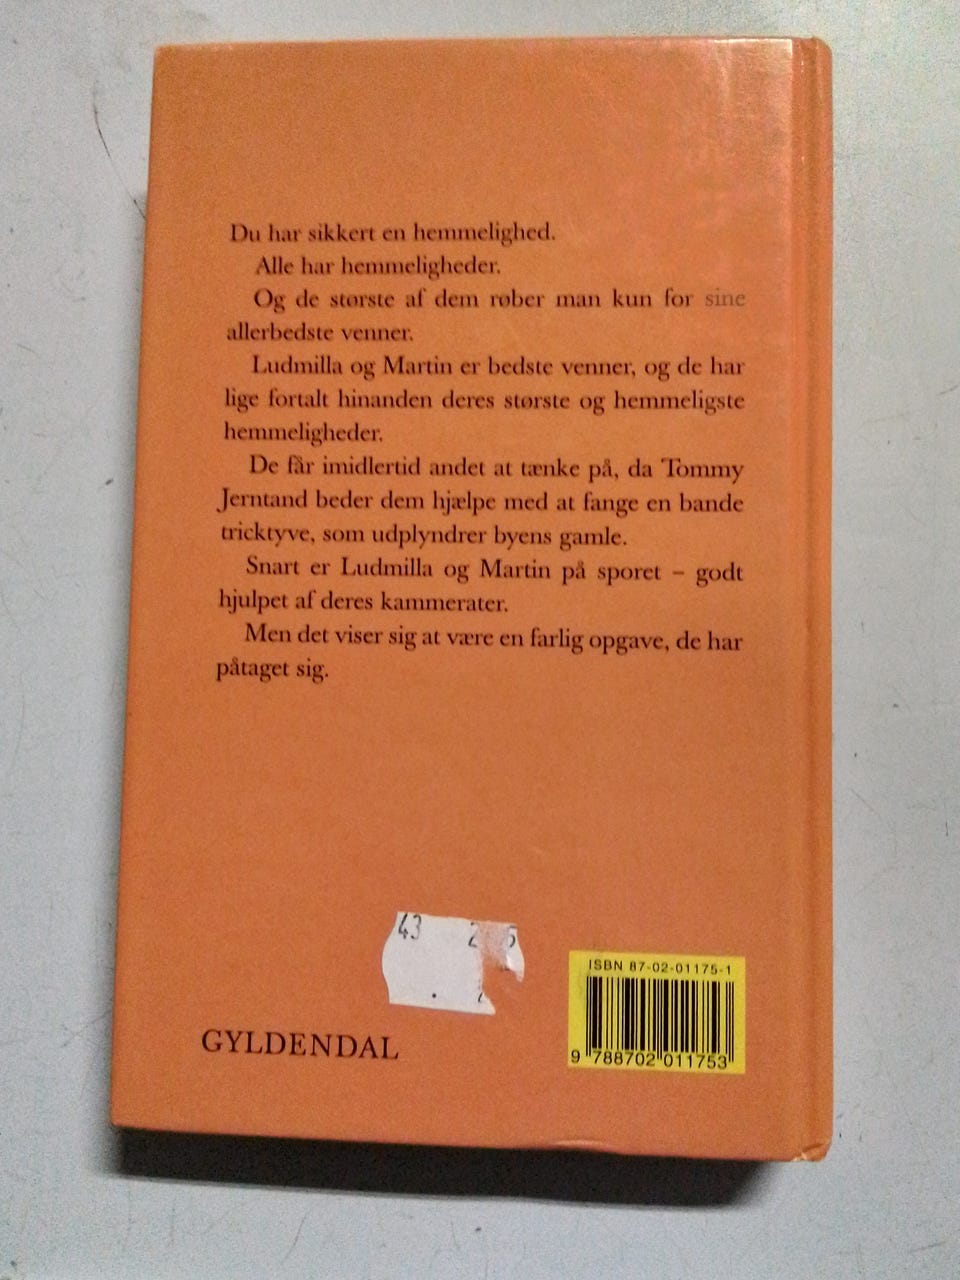 Du har sikkert en hemmelighed.
Alle har hemmeligheder.
Og de største af dem røber man kun for sine
allerbedste venner.
Ludmilla og Martin er bedste venner, og de har
lige fortalt hinanden deres største og hemmeligste
hemmeligheder.
De får imidlertid andet at tænke på, da Tommy
Jerntand beder dem hjælpe med at fange en bande
tricktyve, som udplyndrer byens gamle.
Snart er Ludmilla og Martin på sporet – godt
hjulpet af deres kammerater.
Men det viser sig at være en farlig opgave, de har
påtaget sig.
43
GYLDENDAL
ISBN 87-02-01175-1
9 788702 011753